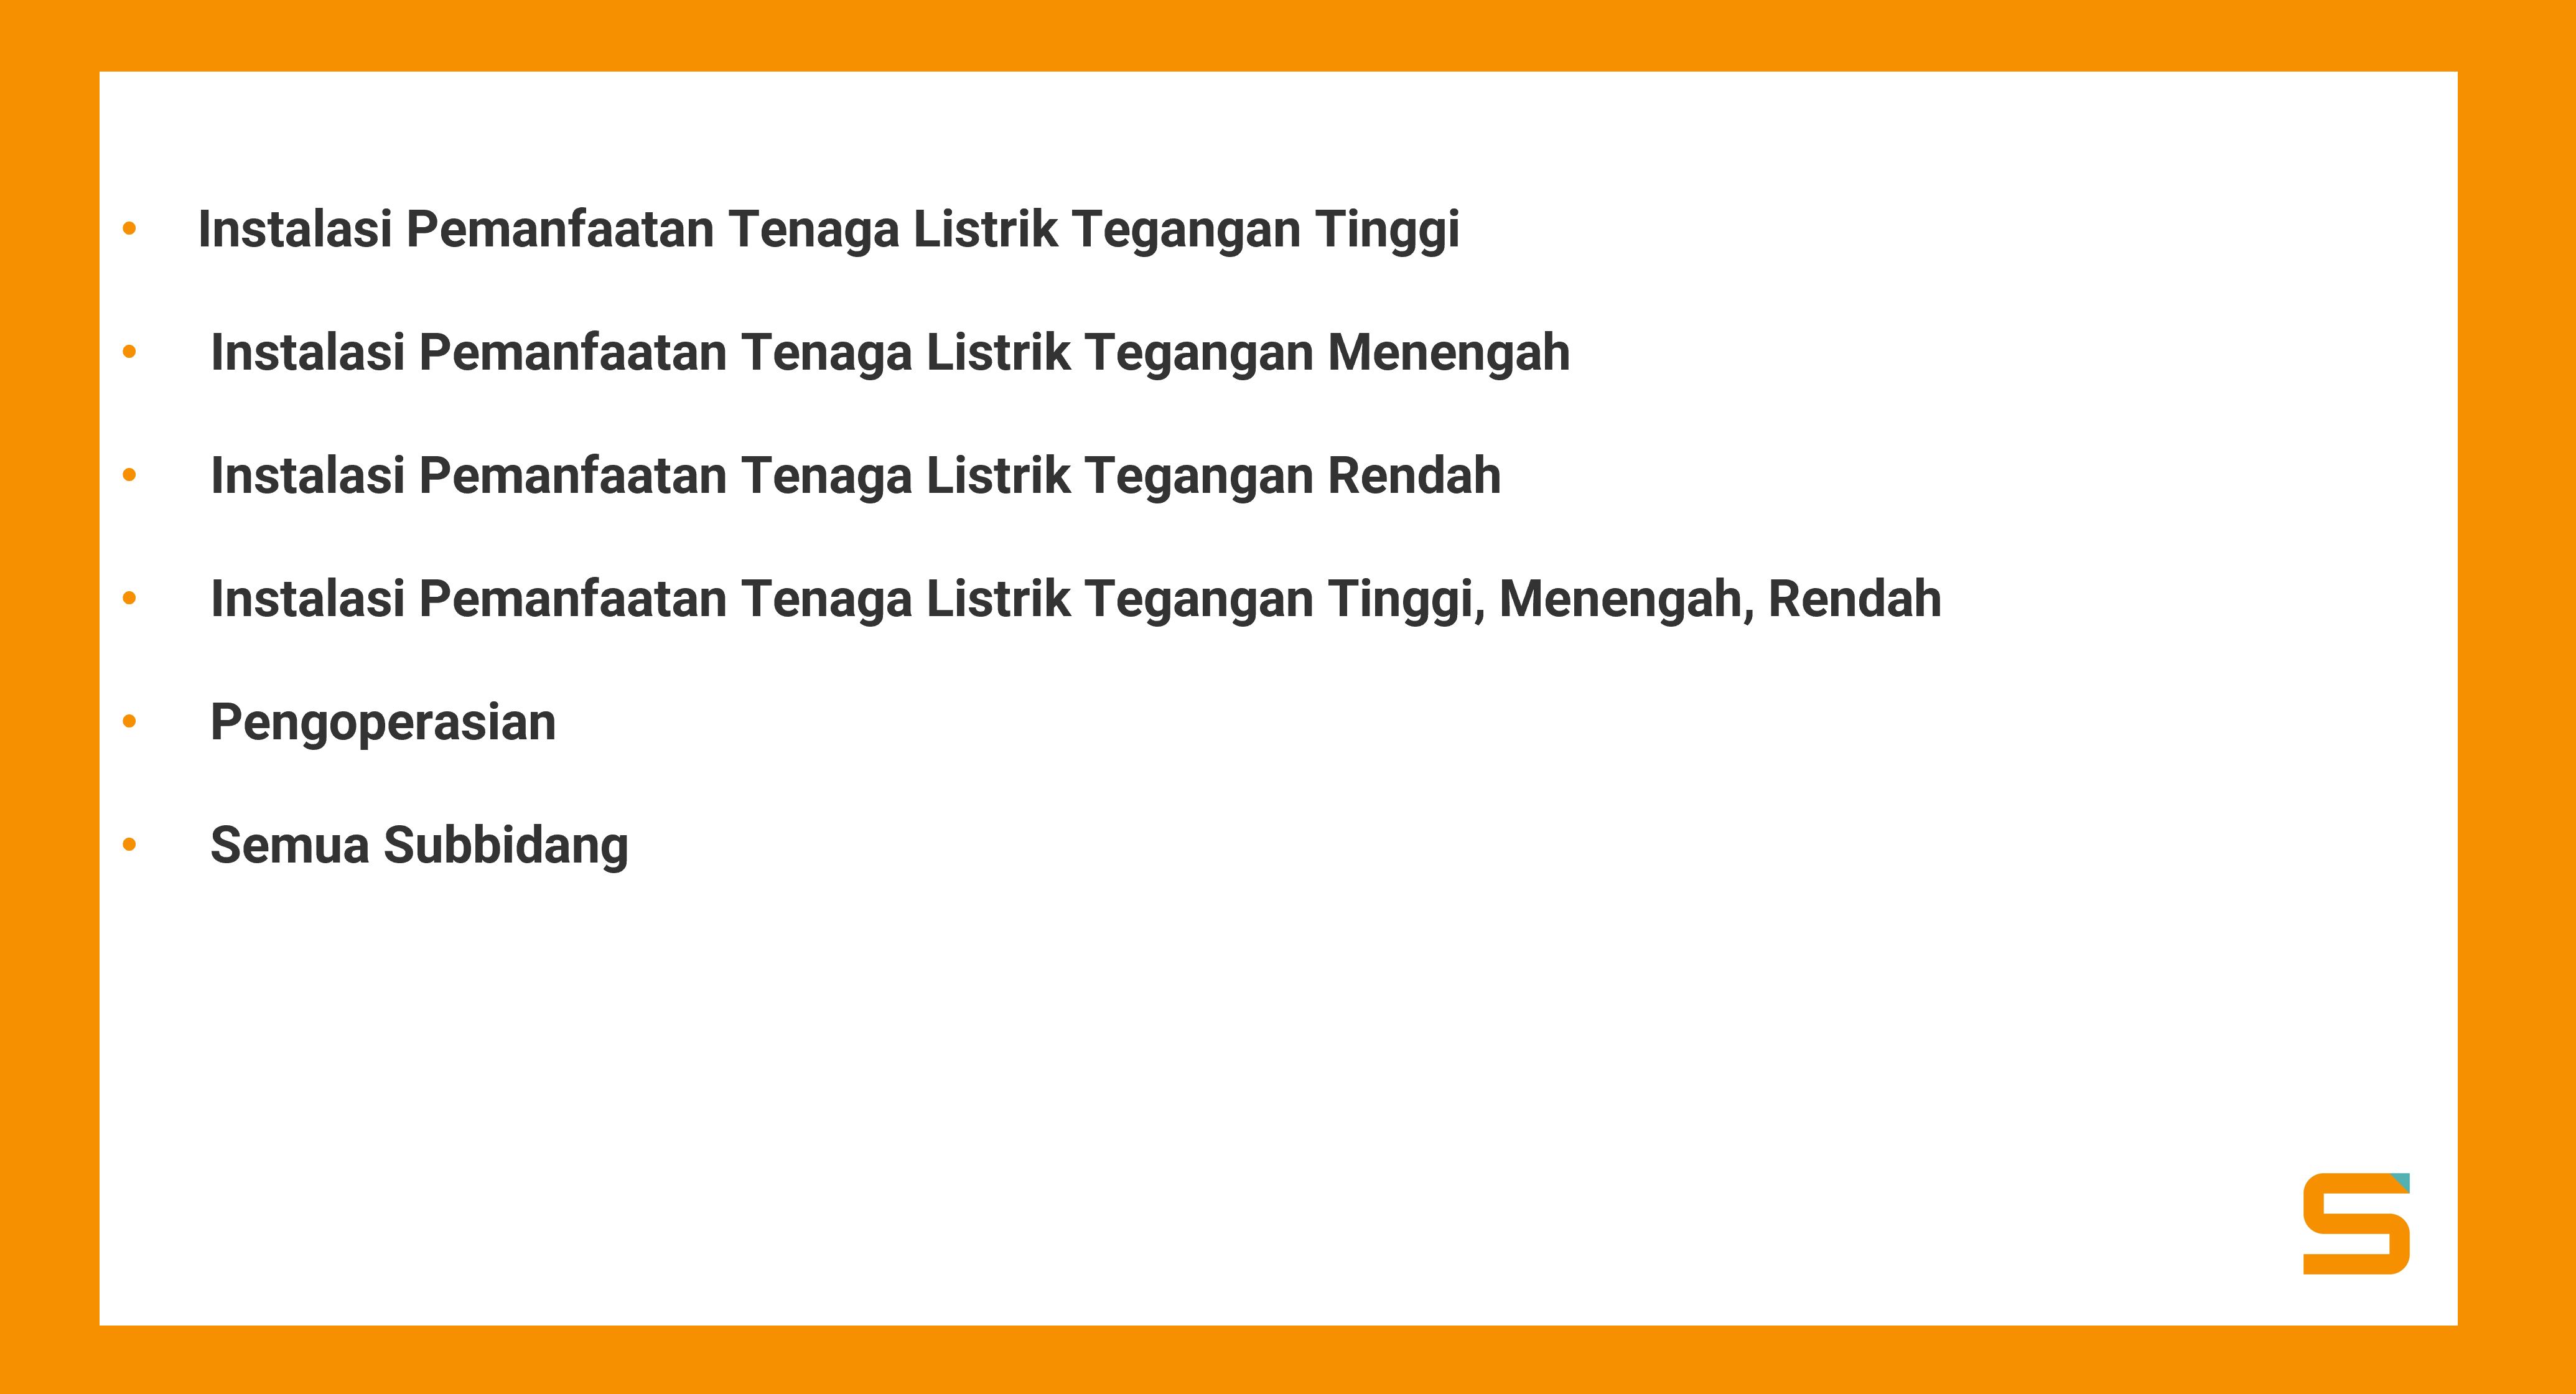 • Instalasi Pemanfaatan Tenaga Listrik Tegangan Tinggi
• Instalasi Pemanfaatan Tenaga Listrik Tegangan Menengah
• Instalasi Pemanfaatan Tenaga Listrik Tegangan Rendah
• Instalasi Pemanfaatan Tenaga Listrik Tegangan Tinggi, Menengah, Rendah
• Pengoperasian
• Semua Subbidang